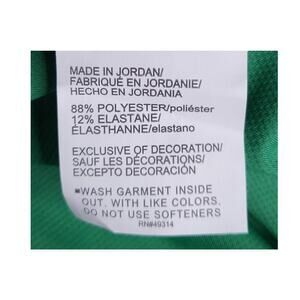 MADE IN JORDAN/
FABRIQUÉ EN JORDANIE/
HECHO EN JORDANIA
88% POLYESTER/poliéster
12% ELASTANE/
ÉLASTHANNE/elastano
EXCLUSIVE OF DECORATION/
SAUF LES DÉCORATIONS/
EXCEPTO DECORACIÓN
*WASH GARMENT INSIDE
OUT. WITH LIKE COLORS.
DO NOT USE SOFTENERS
RN#49314